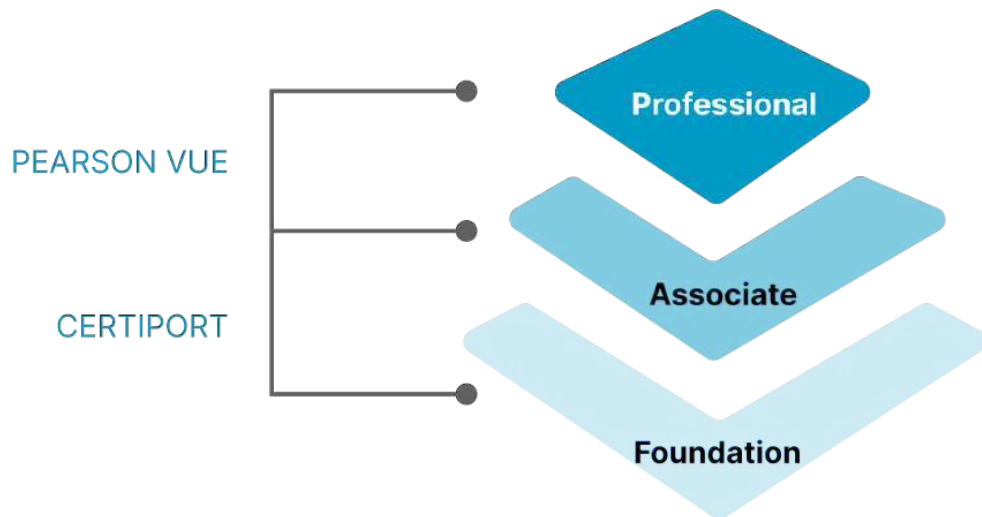 Professional
PEARSON VUE
Associate
CERTIPORT
Foundation